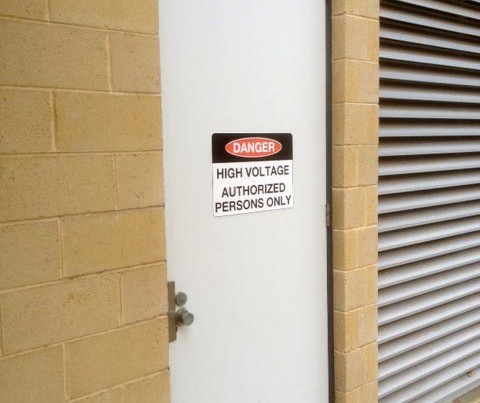 DANGER
HIGH VOLTAGE
AUTHORIZED
PERSONS ONLY